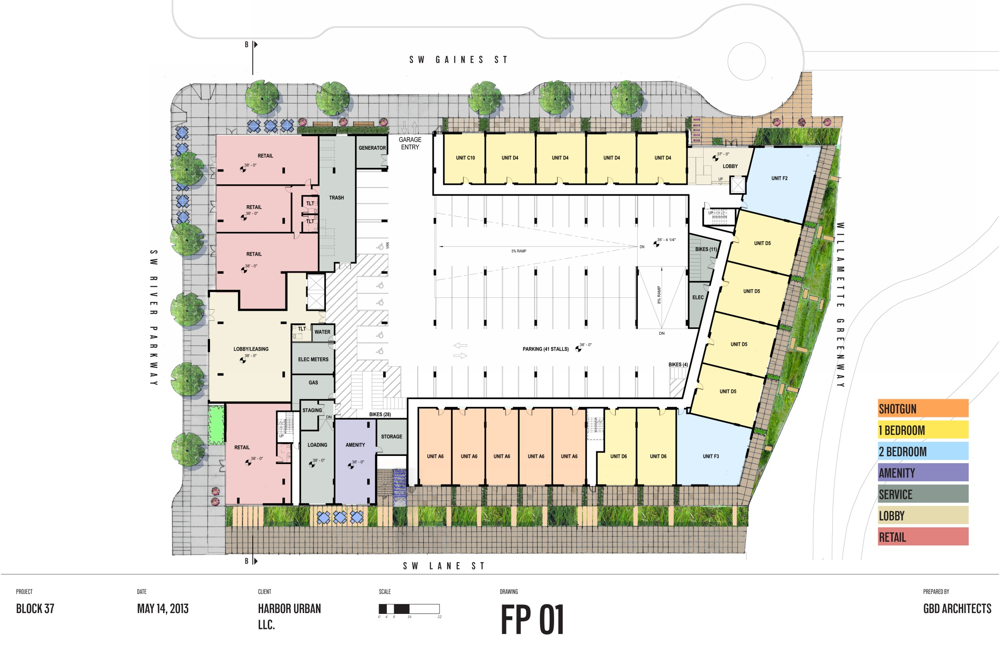 B
SW GAINES ST
GARAGE
ENTRY
RETAIL
38' - 0"
GENERATOR
UNIT C10
UNIT D4
UNIT D4
UNIT D4
UNIT D4
37' - 0"
LOBBY
UP
UNIT F2
TRASH
RETAIL
38' - 0"
TLT
TLT
UP
VAN
35' - 4 1/4"
DN
5% RAMP
BIKES (11)
UNIT D5
RETAIL
38' - 0"
SW RIVER PARKWAY
WILLAMETTE GREENWAY
8% RAMP
ELEC
UNIT D5
TLT
WATER
DN
LOBBY/LEASING
38' - 0"
ELEC METERS
PARKING (41 STALLS)
38' - 0"
UNIT D5
BIKES (4)
GAS
UNIT D5
STAGING
DN
BIKES (28)
UP
RETAIL
38' - 0"
LOADING
38' - 0"
AMENITY
38' - 0"
STORAGE
UP
UNIT A6
UNIT A6
UNIT A6
UNIT A6
UNIT A6
UNIT D6
UNIT D6
UNIT F3
SHOTGUN
1 BEDROOM
2 BEDROOM
AMENITY
SERVICE
LOBBY
RETAIL
B
SW LANE ST
PROJECT
BLOCK 37
DATE
MAY 14, 2013
CLIENT
HARBOR URBAN
LLC.
SCALE
0 4 8 16 32
DRAWING
FP 01
PREPARED BY
GBD ARCHITECTS